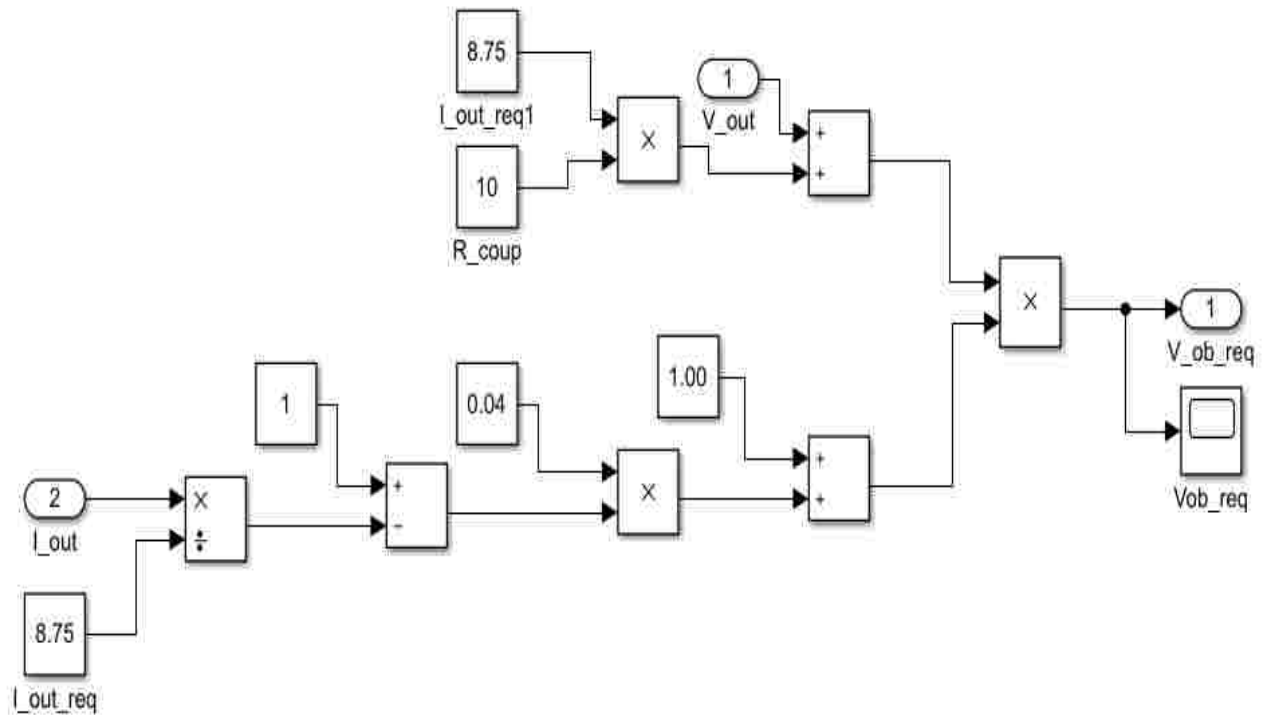 8.75
I_out_req1
10
R_coup
X
1
V_out
+
+
X
1
V_ob_req
Vob_req
1
0.04
1.00
2
I_out
X
÷
+
−
X
+
+
8.75
I_out_req